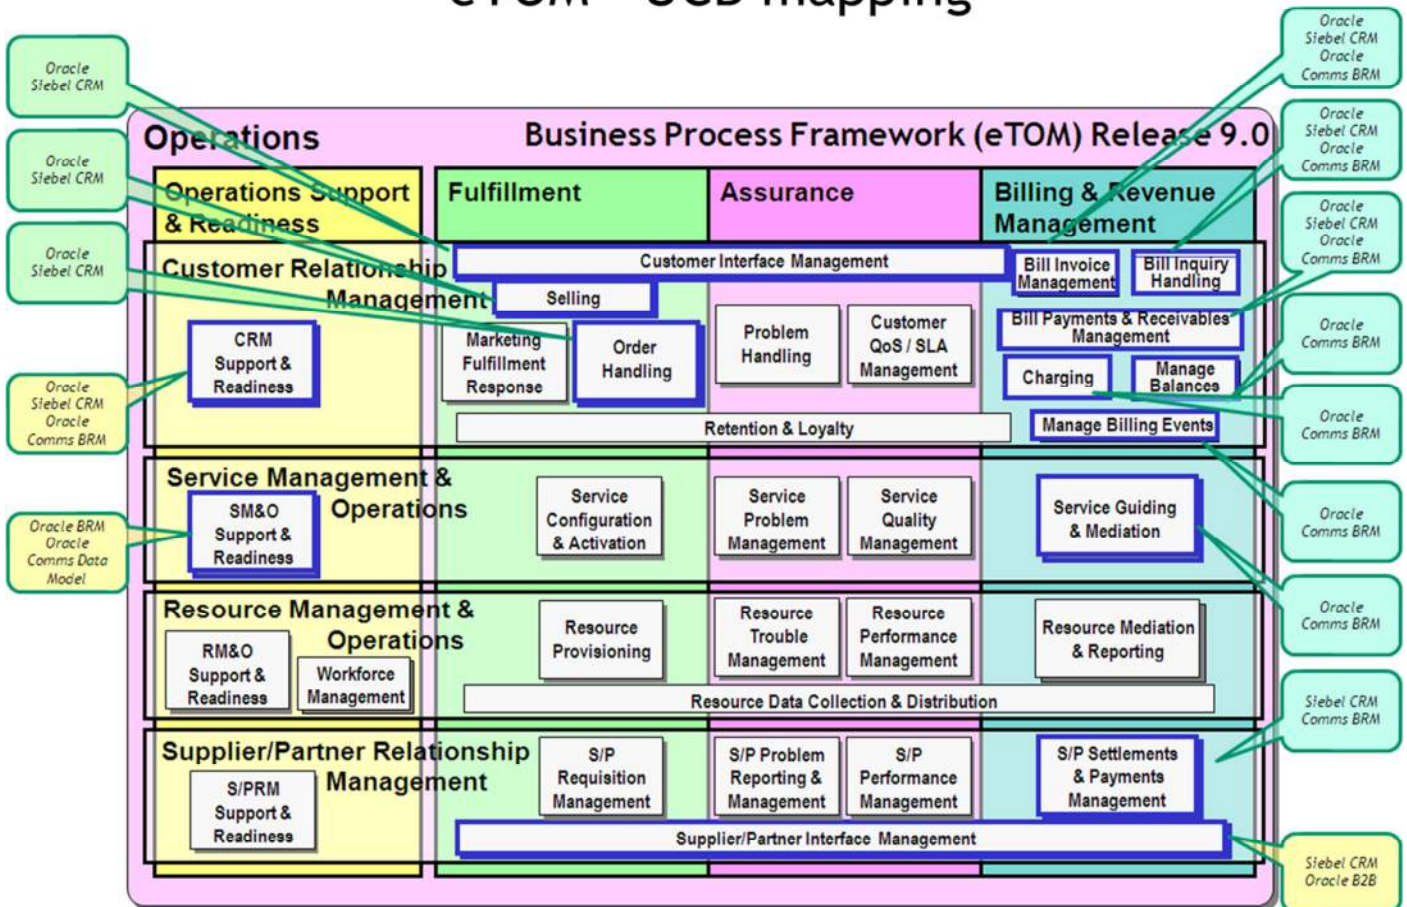 eTOM - SCB mapping
Oracle
Siebel CRM
Oracle
Siebel CRM
Oracle
Siebel CRM
Oracle
Siebel CRM
Oracle
Comms BRM
Oracle BRM
Oracle
Comms Data
Model
Operations
Business Process Framework (eTOM) Release 9.0
Operations Support
& Readiness
Fulfillment
Assurance
Billing & Revenue
Management
Customer Relationship
Management
Customer Interface Management
Selling
CRM
Support &
Readiness
Marketing
Fulfillment
Response
Order
Handling
Problem
Handling
Customer
QoS / SLA
Management
Bill Invoice
Management
Bill Inquiry
Handling
Bill Payments & Receivables
Management
Charging
Manage
Balances
Retention & Loyalty
Manage Billing Events
Service Management &
Operations
SM&O
Support &
Readiness
Service
Configuration
& Activation
Service
Problem
Management
Service
Quality
Management
Service Guiding
& Mediation
Resource Management &
Operations
RM&O
Support &
Readiness
Workforce
Management
Resource
Provisioning
Resource
Trouble
Management
Resource
Performance
Management
Resource Mediation
& Reporting
Resource Data Collection & Distribution
Supplier/Partner Relationship
Management
S/PRM
Support &
Readiness
S/P
Requisition
Management
S/P Problem
Reporting &
Management
S/P
Performance
Management
S/P Settlements
& Payments
Management
Supplier/Partner Interface Management
Oracle
Siebel CRM
Oracle
Comms BRM
Oracle
Siebel CRM
Oracle
Comms BRM
Oracle
Siebel CRM
Oracle
Comms BRM
Oracle
Comms BRM
Oracle
Comms BRM
Oracle
Comms BRM
Oracle
Comms BRM
Siebel CRM
Comms BRM
Siebel CRM
Oracle B2B